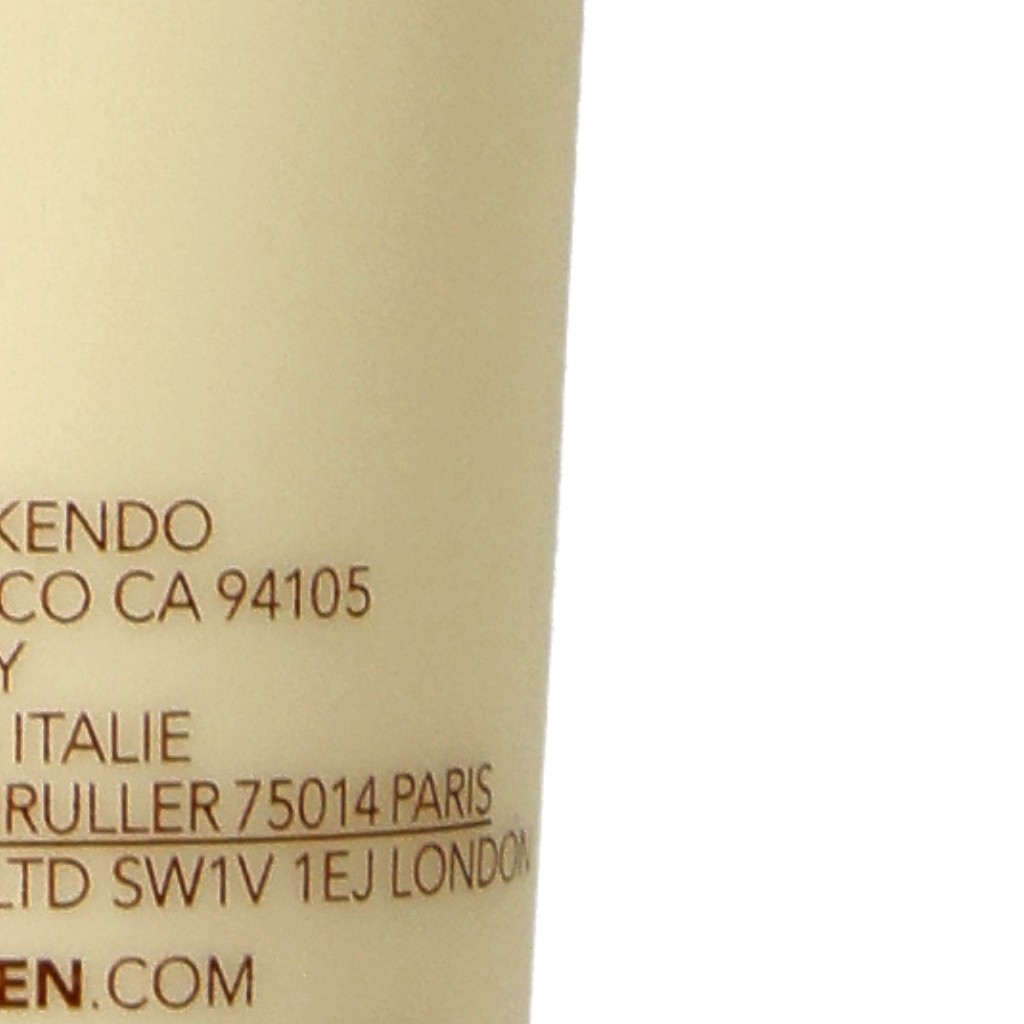 KENDO
CO CA 94105
Y
ITALIE
RULLER 75014 PARIS
LTD SW1V 1EJ LONDON
EN.COM